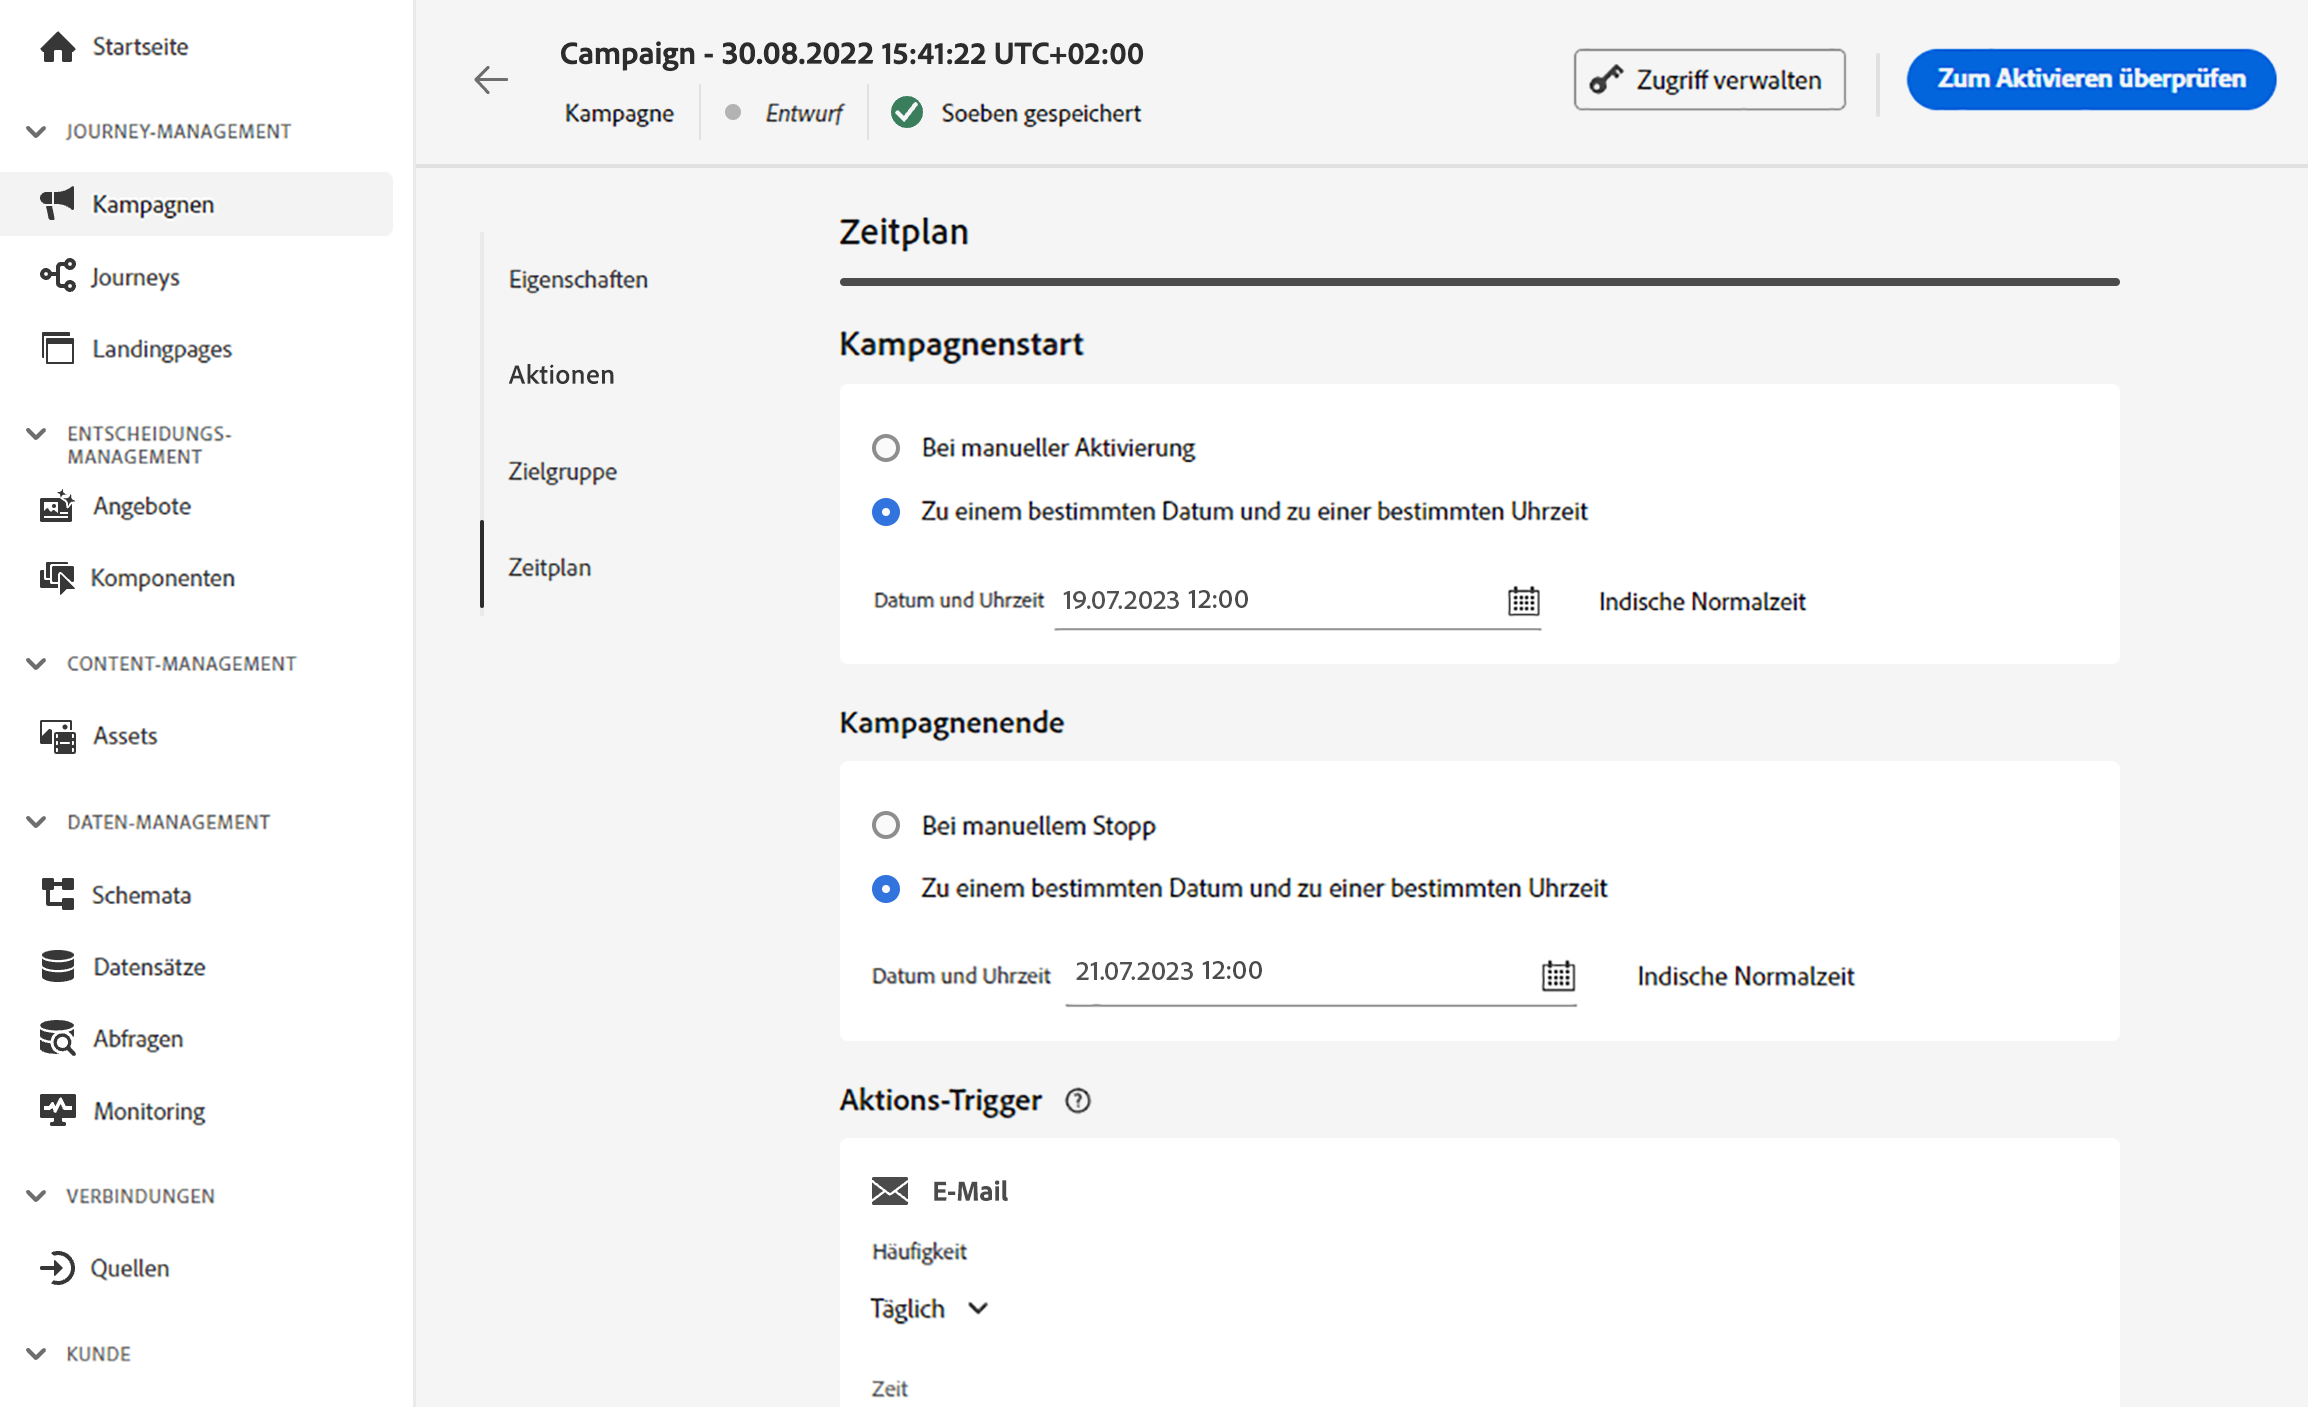 Startseite
JOURNEY-MANAGEMENT
Kampagnen
Journeys
Landingpages
ENTSCHEIDUNGS-
MANAGEMENT
Angebote
Komponenten
CONTENT-MANAGEMENT
Assets
DATEN-MANAGEMENT
Schemata
Datensätze
Abfragen
Monitoring
VERBINDUNGEN
Quellen
KUNDE
Campaign - 30.08.2022 15:41:22 UTC+02:00
Kampagne Entwurf Soeben gespeichert
Zugriff verwalten
Zum Aktivieren überprüfen
Eigenschaften
Aktionen
Zielgruppe
Zeitplan
Zeitplan
Kampagnenstart
Bei manueller Aktivierung
Zu einem bestimmten Datum und zu einer bestimmten Uhrzeit
Datum und Uhrzeit 19.07.2023 12:00 Indische Normalzeit
Kampagnenende
Bei manuellem Stopp
Zu einem bestimmten Datum und zu einer bestimmten Uhrzeit
Datum und Uhrzeit 21.07.2023 12:00 Indische Normalzeit
Aktions-Trigger ?
E-Mail
Häufigkeit
Täglich
Zeit